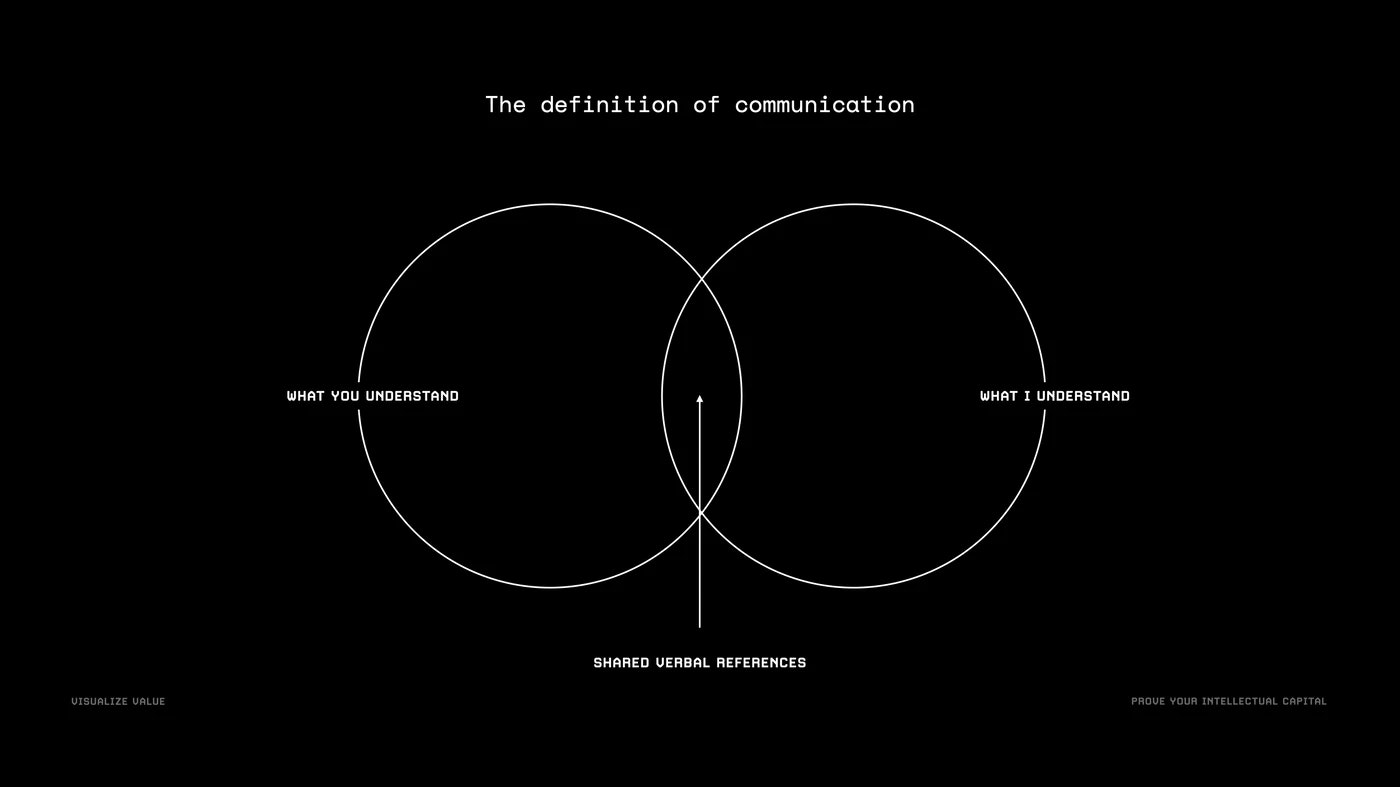 The definition of communication
WHAT YOU UNDERSTAND
WHAT I UNDERSTAND
SHARED VERBAL REFERENCES
VISUALIZE VALUE
PROVE YOUR INTELLECTUAL CAPITAL